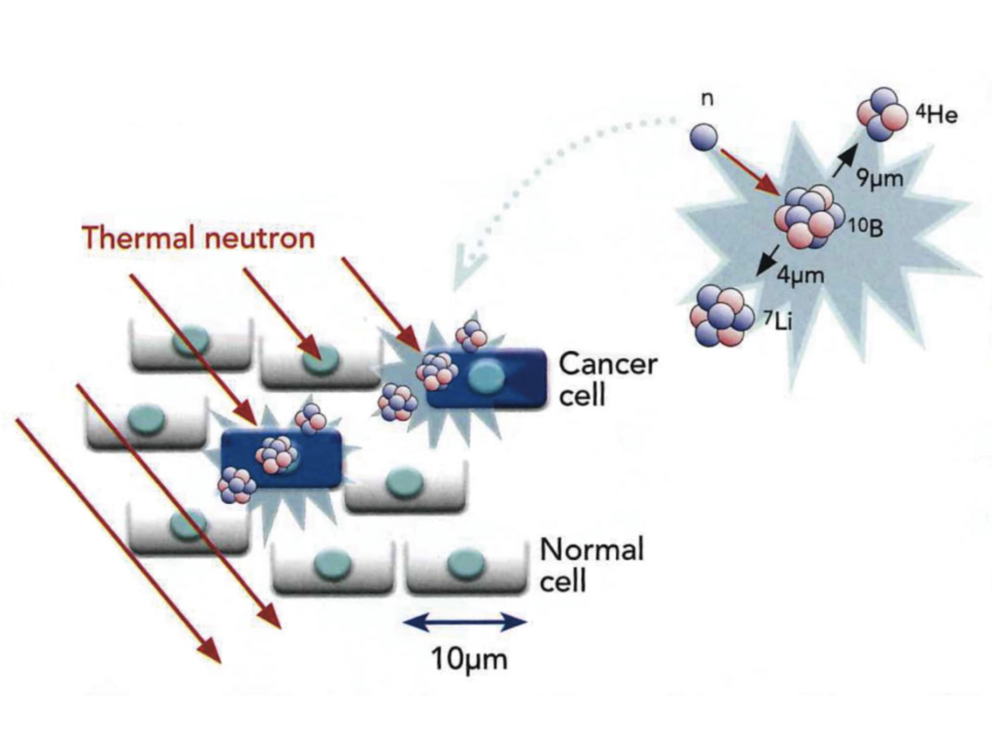 n
⁴He
9µm
¹⁰B
4µm
⁷Li
Thermal neutron
Cancer
cell
Normal
cell
10µm